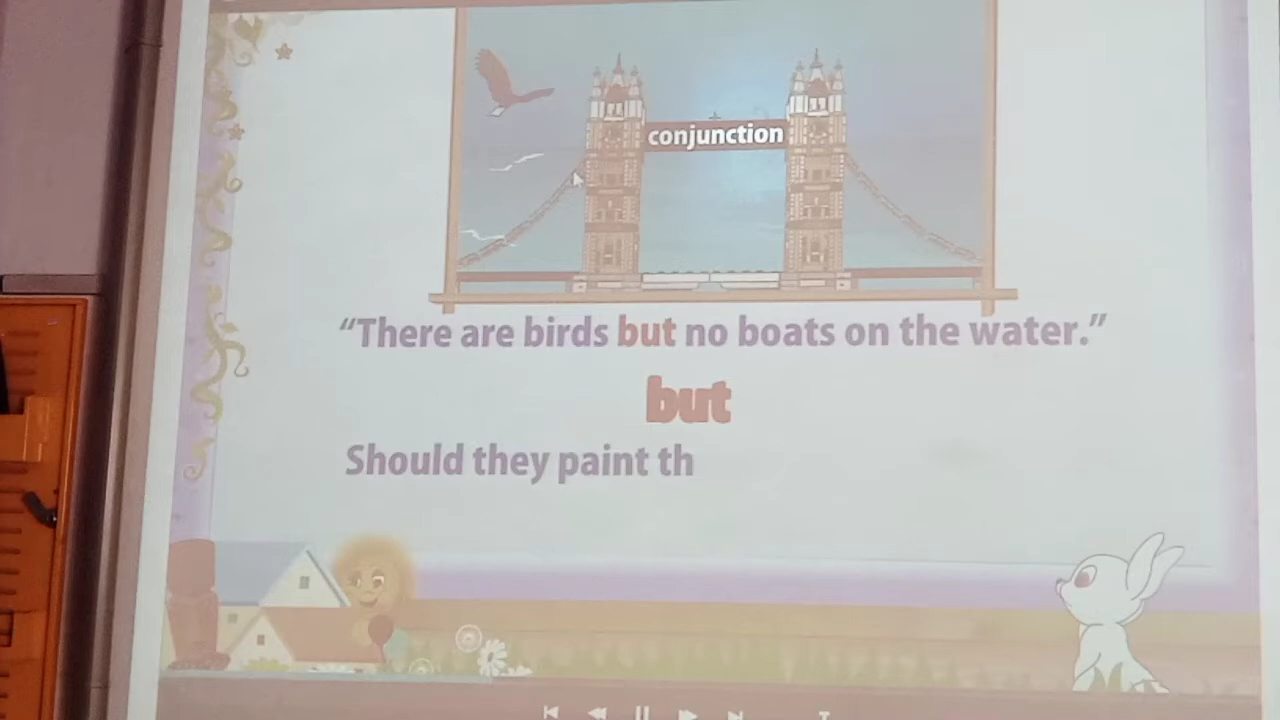 conjunction
“There are birds but no boats on the water.”
but
Should they paint th